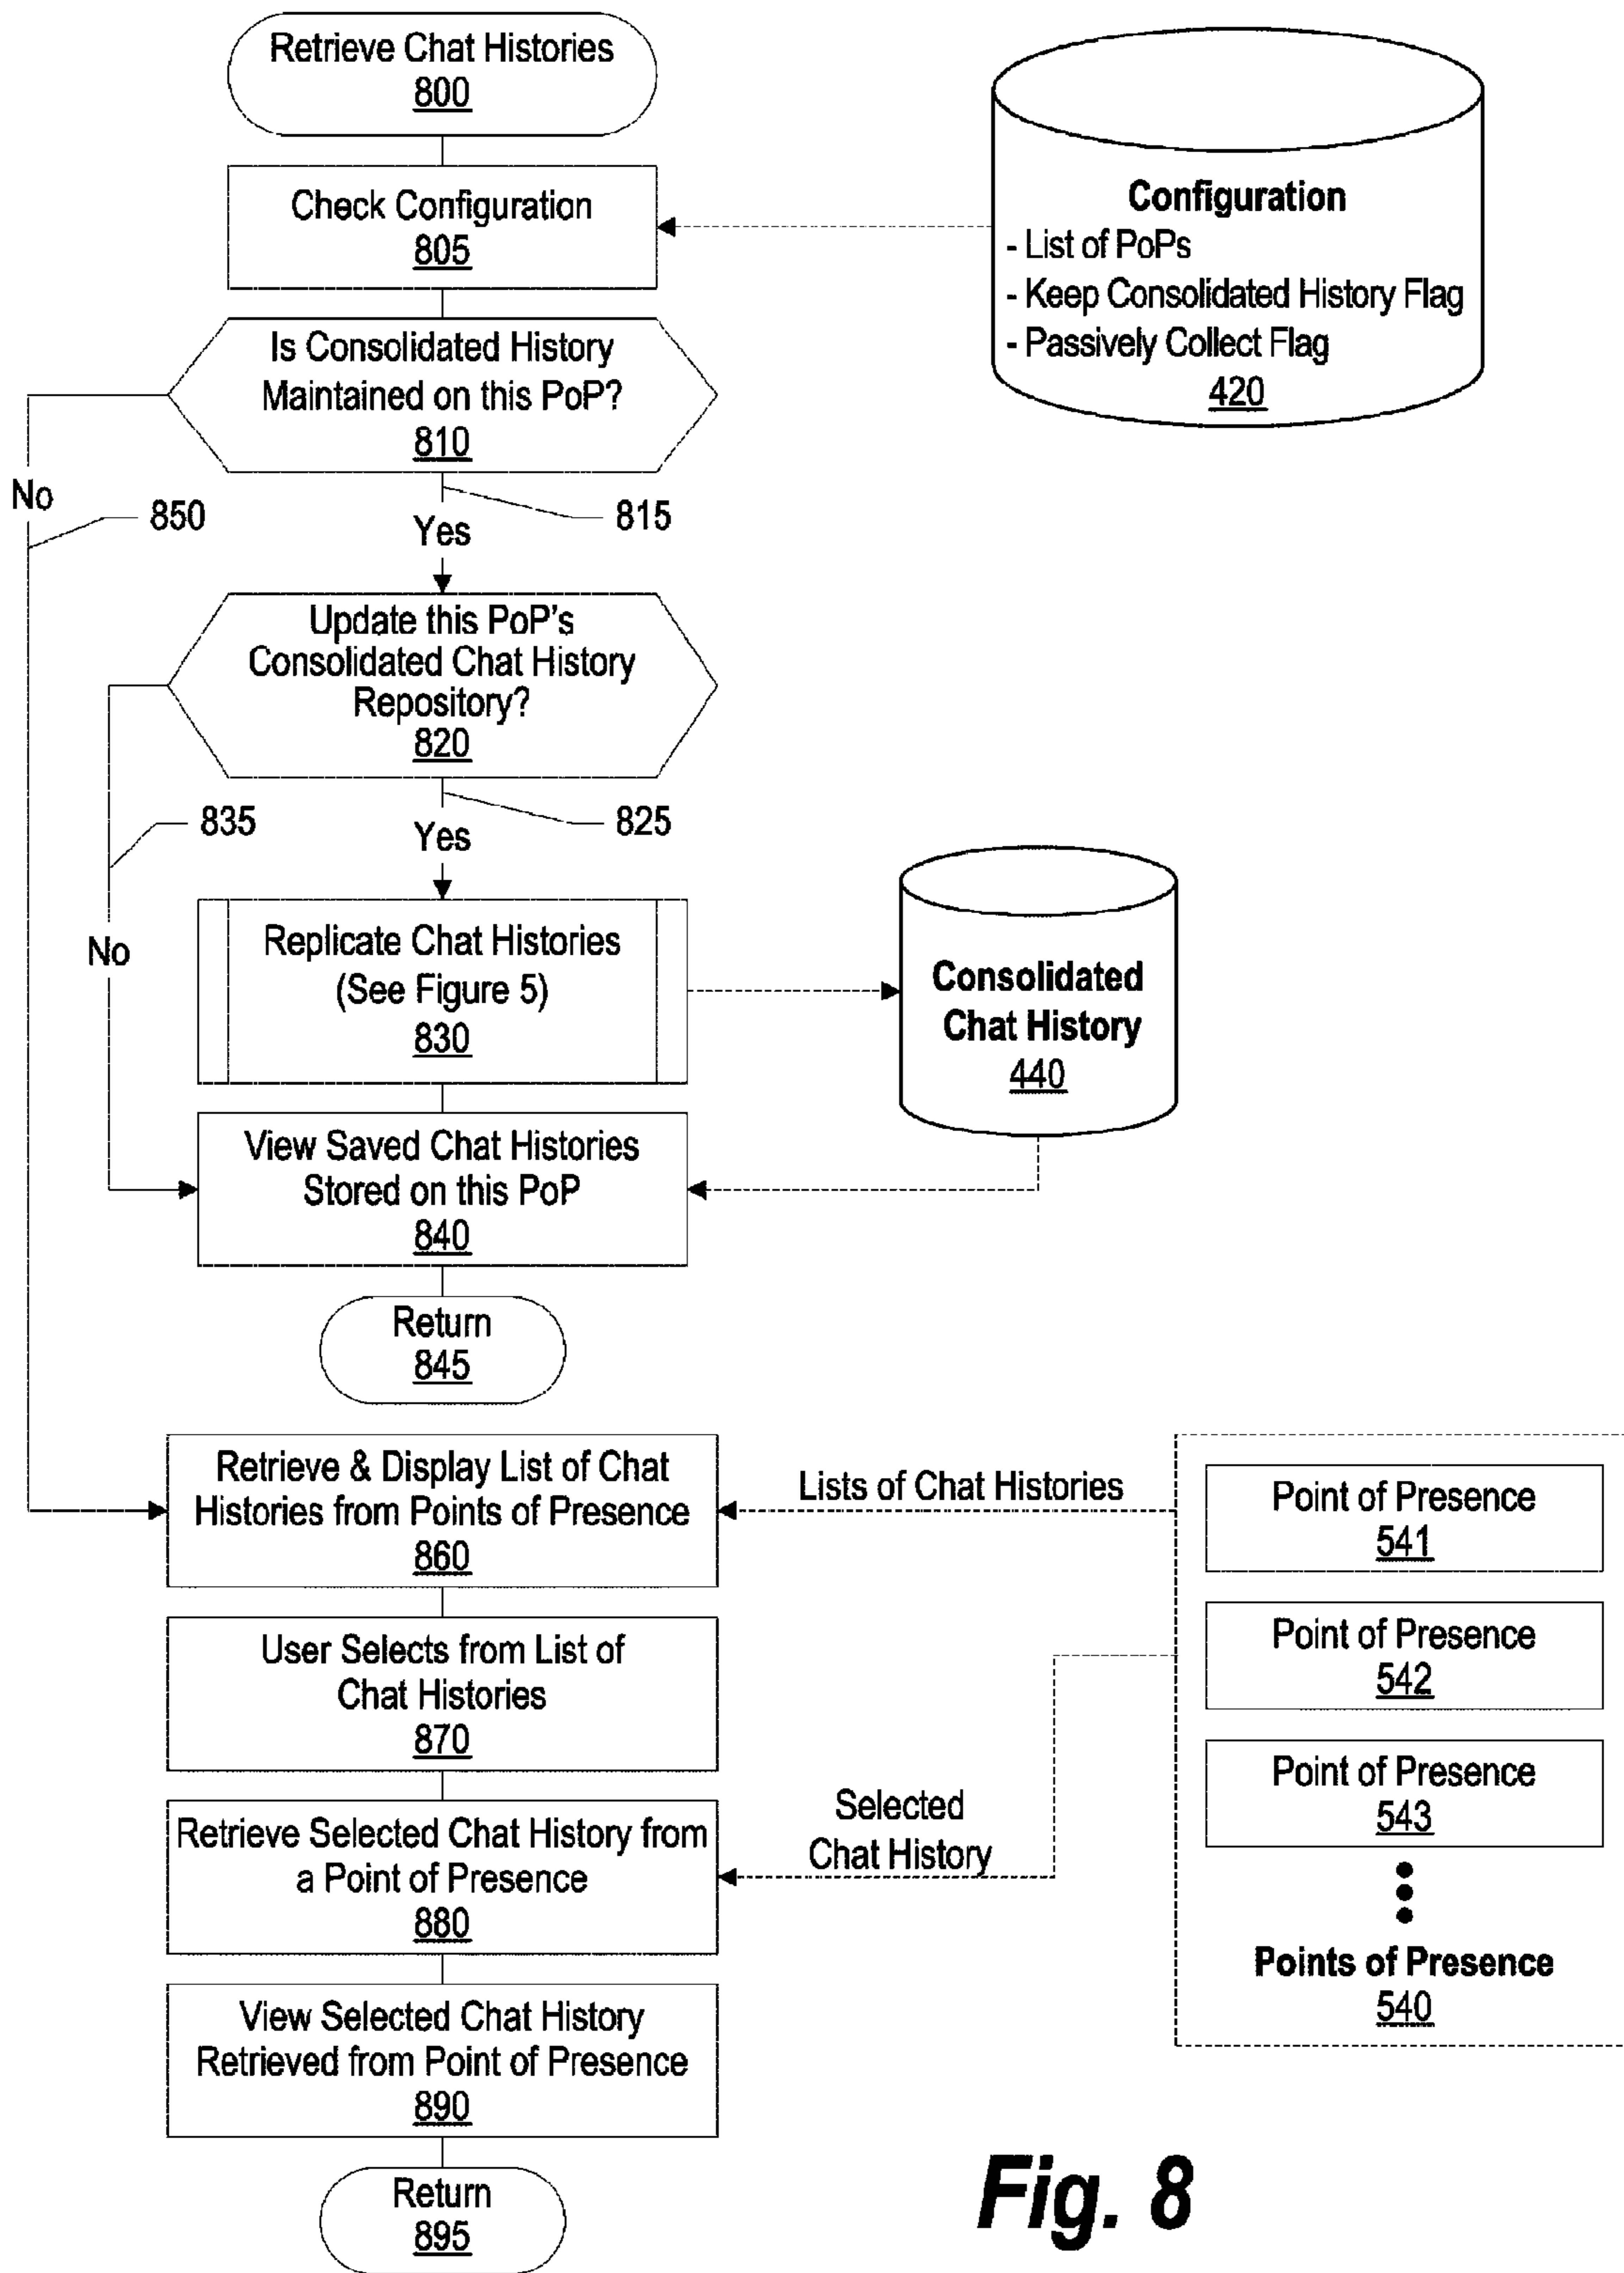 Retrieve Chat Histories
800
Check Configuration
805
Configuration
- List of PoPs
- Keep Consolidated History Flag
- Passively Collect Flag
420
Is Consolidated History
Maintained on this PoP?
810
No
850
815
Yes
Update this PoP's
Consolidated Chat History
Repository?
820
835
825
Yes
No
Replicate Chat Histories
(See Figure 5)
830
Consolidated
Chat History
440
View Saved Chat Histories
Stored on this PoP
840
Return
845
Retrieve & Display List of Chat
Histories from Points of Presence
860
Lists of Chat Histories
Point of Presence
541
User Selects from List of
Chat Histories
870
Point of Presence
542
Point of Presence
543
Retrieve Selected Chat History from
a Point of Presence
880
Selected
Chat History
Points of Presence
540
View Selected Chat History
Retrieved from Point of Presence
890
Return
895
Fig. 8